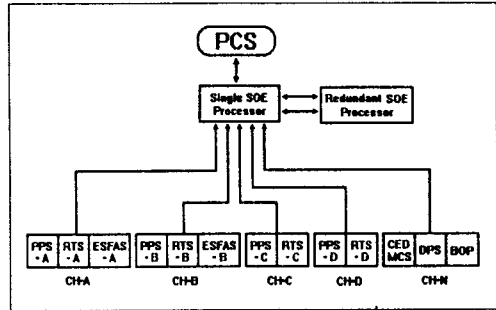 PCS
Single SOE
Processor
Redundant SOE
Processor
PPS
-A
RTS
-A
ESFAS
-A
PPS
-B
RTS
-B
ESFAS
-B
PPS
-C
RTS
-C
PPS
-D
RTS
-D
CED
MCS
DPS
BOP
CH-A
CH-B
CH-C
CH-D
CH-N